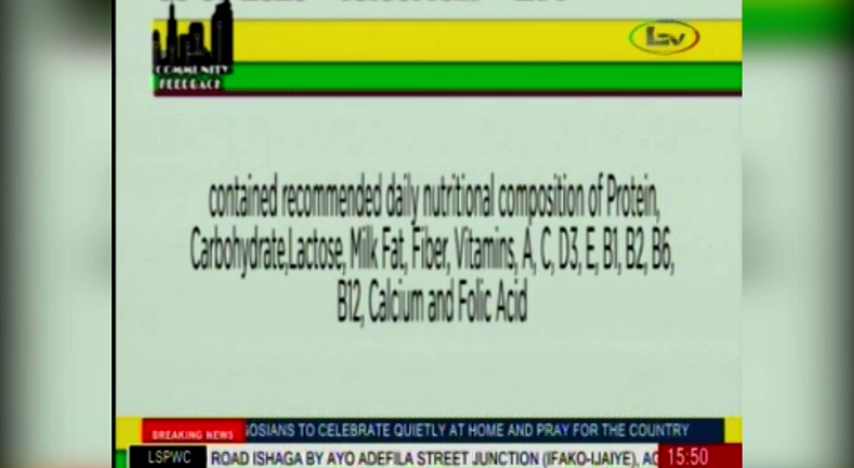 LTV
COMMUNITY
FEEDBACK
contained recommended daily nutritional composition of Protein,
Carbohydrate,Lactose, Milk Fat, Fiber, Vitamins, A, C, D3, E, B1, B2, B6,
B12, Calcium and Folic Acid
BREAKING NEWS
OSIANS TO CELEBRATE QUIETLY AT HOME AND PRAY FOR THE COUNTRY
LSPWC
ROAD ISHAGA BY AYO ADEFILA STREET JUNCTION (IFAKO-IJAIYE),
15:50